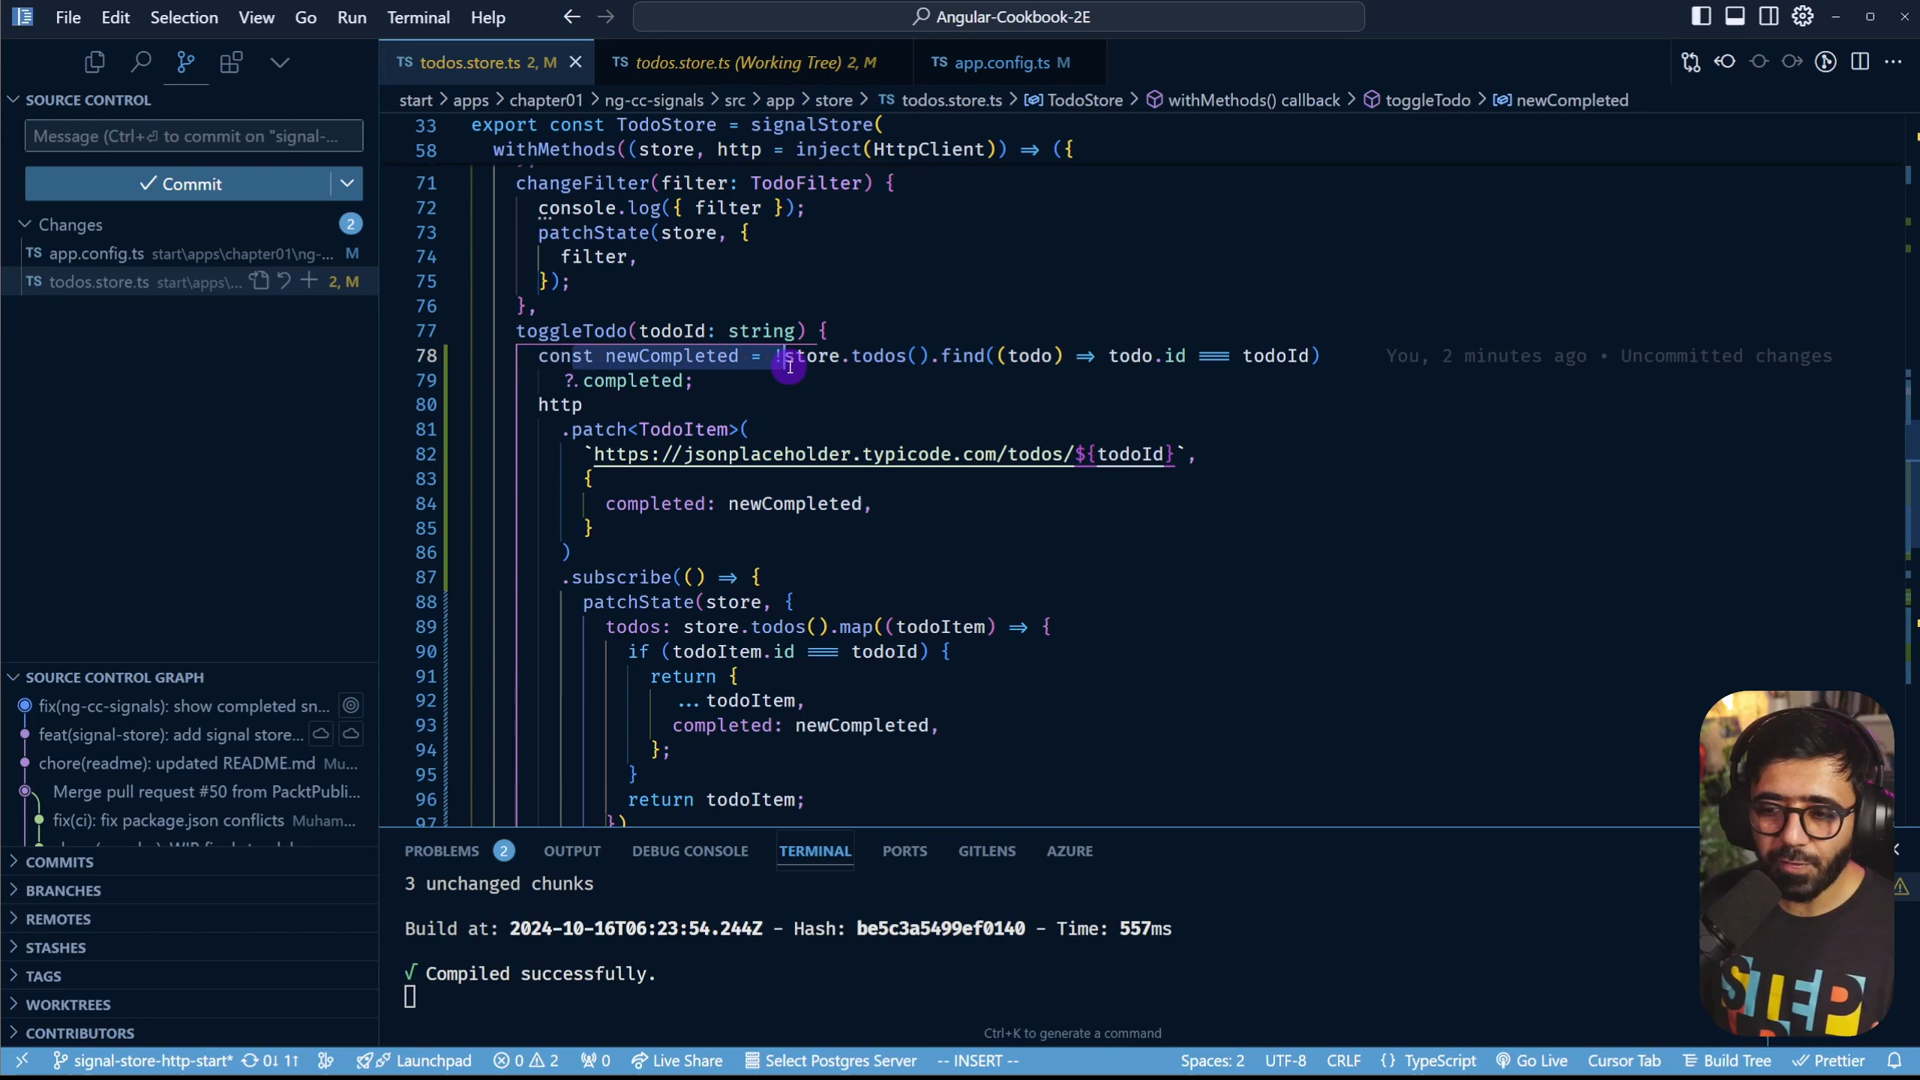 File Edit Selection View Go Run Terminal Help
Angular-Cookbook-2E
SOURCE CONTROL
Message (Ctrl+⏎ to commit on "signal-...
Commit
Changes 2
TS app.config.ts start\apps\chapter01\ng-... M
TS todos.store.ts start\apps\... 2, M
SOURCE CONTROL GRAPH
fix(ng-cc-signals): show completed sn...
feat(signal-store): add signal store...
chore(readme): updated README.md Mu...
Merge pull request #50 from PacktPubli...
fix(ci): fix package.json conflicts Muham...
COMMITS
BRANCHES
REMOTES
STASHES
TAGS
WORKTREES
CONTRIBUTORS
TS todos.store.ts 2, M
TS todos.store.ts (Working Tree) 2, M
TS app.config.ts M
start > apps > chapter01 > ng-cc-signals > src > app > store > TS todos.store.ts > TodoStore > withMethods() callback > toggleTodo > newCompleted
33 export const TodoStore = signalStore(
58 withMethods((store, http = inject(HttpClient)) => ({
71 changeFilter(filter: TodoFilter) {
72 console.log({ filter });
73 patchState(store, {
74 filter,
75 });
76 },
77 toggleTodo(todoId: string) {
78 const newCompleted = !store.todos().find((todo) => todo.id === todoId) You, 2 minutes ago • Uncommitted changes
79 ?.completed;
80 http
81 .patch<TodoItem>(
82 `https://jsonplaceholder.typicode.com/todos/${todoId}`,
83 {
84 completed: newCompleted,
85 }
86 )
87 .subscribe(() => {
88 patchState(store, {
89 todos: store.todos().map((todoItem) => {
90 if (todoItem.id === todoId) {
91 return {
92 ...todoItem,
93 completed: newCompleted,
94 };
95 }
96 return todoItem;
97 })
PROBLEMS 2 OUTPUT DEBUG CONSOLE TERMINAL PORTS GITLENS AZURE
3 unchanged chunks
Build at: 2024-10-16T06:23:54.244Z - Hash: be5c3a5499ef0140 - Time: 557ms
√ Compiled successfully.
Ctrl+K to generate a command
STEP
signal-store-http-start* 0↓ 1↑ Launchpad 0 2 0 Live Share Select Postgres Server -- INSERT -- Spaces: 2 UTF-8 CRLF {} TypeScript Go Live Cursor Tab Build Tree Prettier